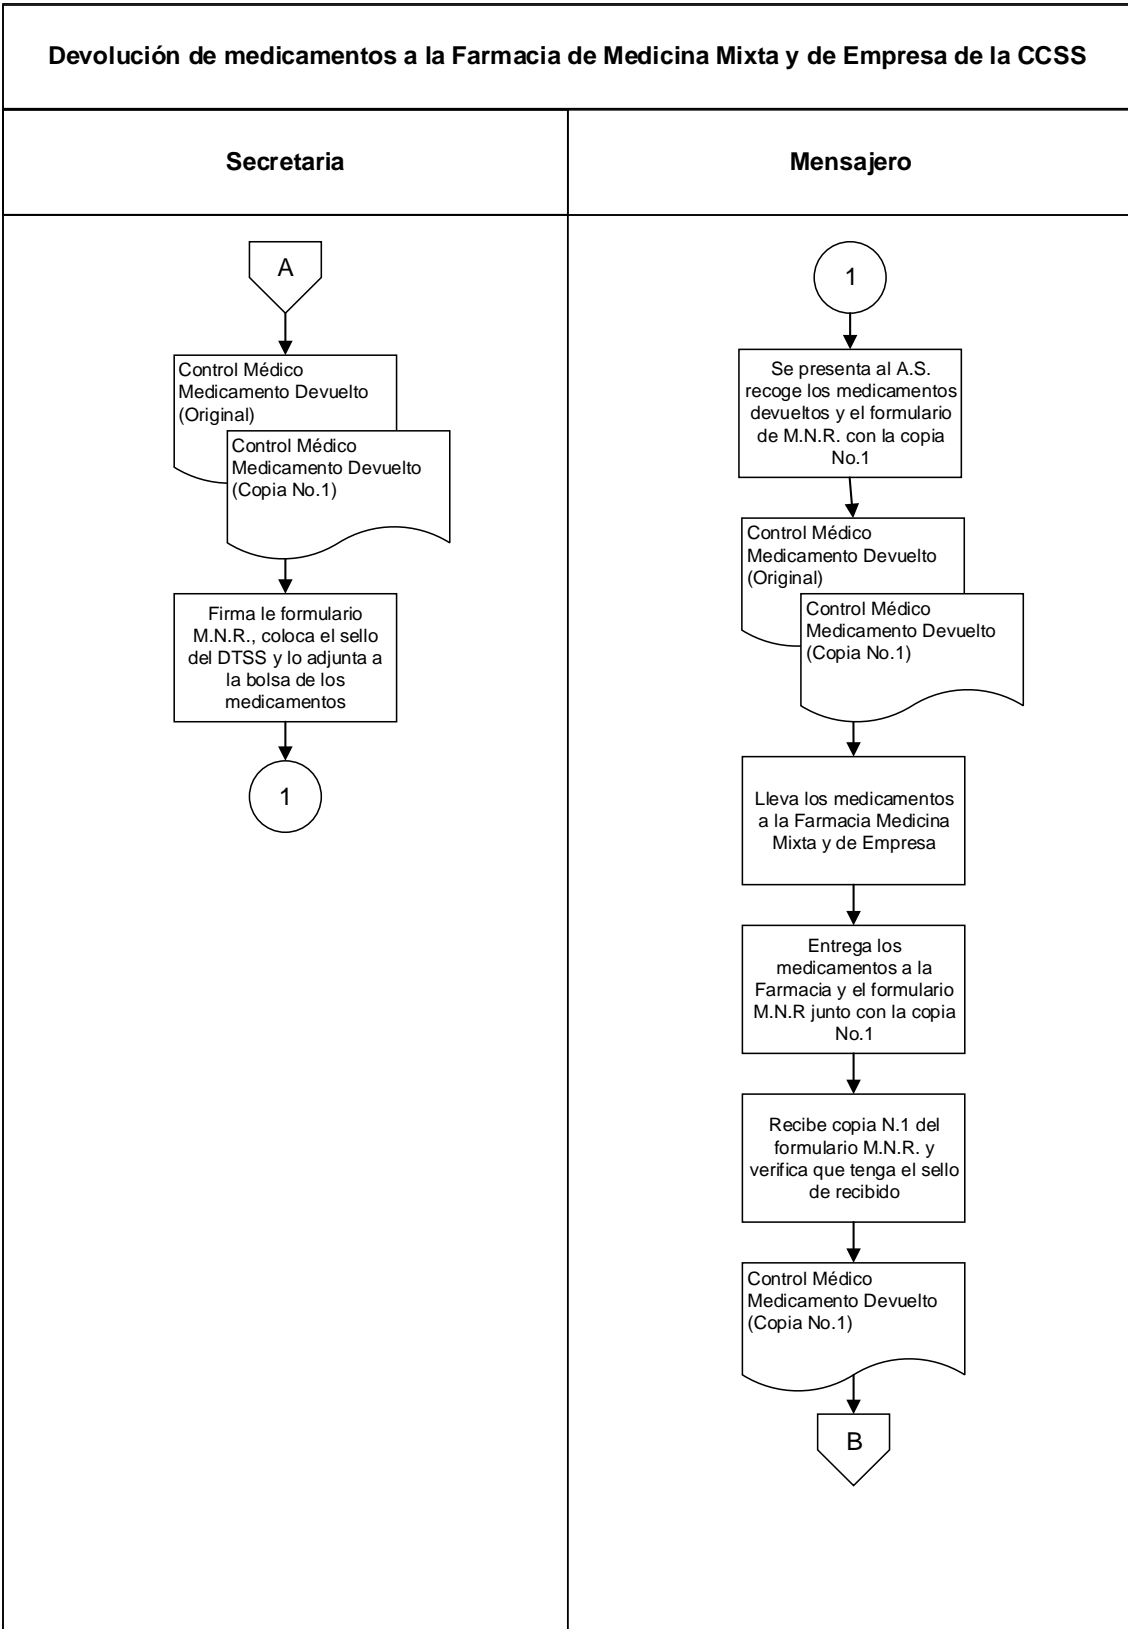 Devolución de medicamentos a la Farmacia de Medicina Mixta y de Empresa de la CCSS
Secretaria
Mensajero
A
Control Médico
Medicamento Devuelto
(Original)
Control Médico
Medicamento Devuelto
(Copia No.1)
Firma le formulario
M.N.R., coloca el sello
del DTSS y lo adjunta a
la bolsa de los
medicamentos
1
1
Se presenta al A.S.
recoge los medicamentos
devueltos y el formulario
de M.N.R. con la copia
No.1
Control Médico
Medicamento Devuelto
(Original)
Control Médico
Medicamento Devuelto
(Copia No.1)
Lleva los medicamentos
a la Farmacia Medicina
Mixta y de Empresa
Entrega los
medicamentos a la
Farmacia y el formulario
M.N.R junto con la copia
No.1
Recibe copia N.1 del
formulario M.N.R. y
verifica que tenga el sello
de recibido
Control Médico
Medicamento Devuelto
(Copia No.1)
B